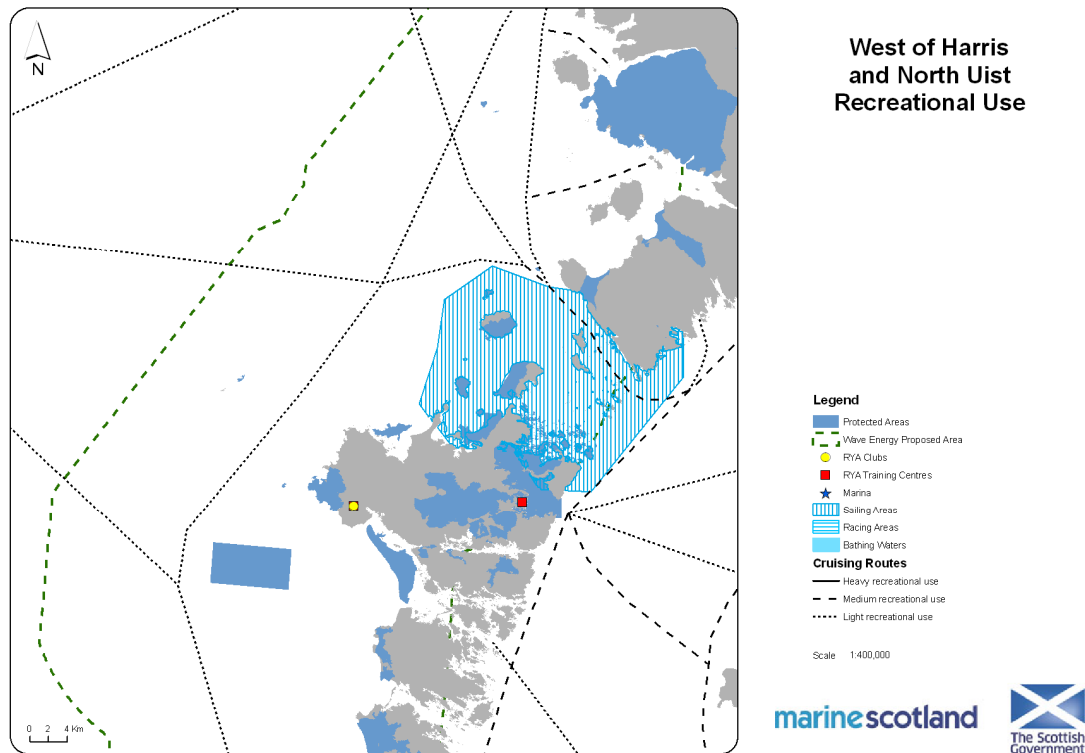 N
0 2 4 Km
West of Harris
and North Uist
Recreational Use
Legend
Protected Areas
Wave Energy Proposed Area
RYA Clubs
RYA Training Centres
Marina
Sailing Areas
Racing Areas
Bathing Waters
Cruising Routes
Heavy recreational use
Medium recreational use
Light recreational use
Scale 1:400,000
marinescotland
The Scottish
Government